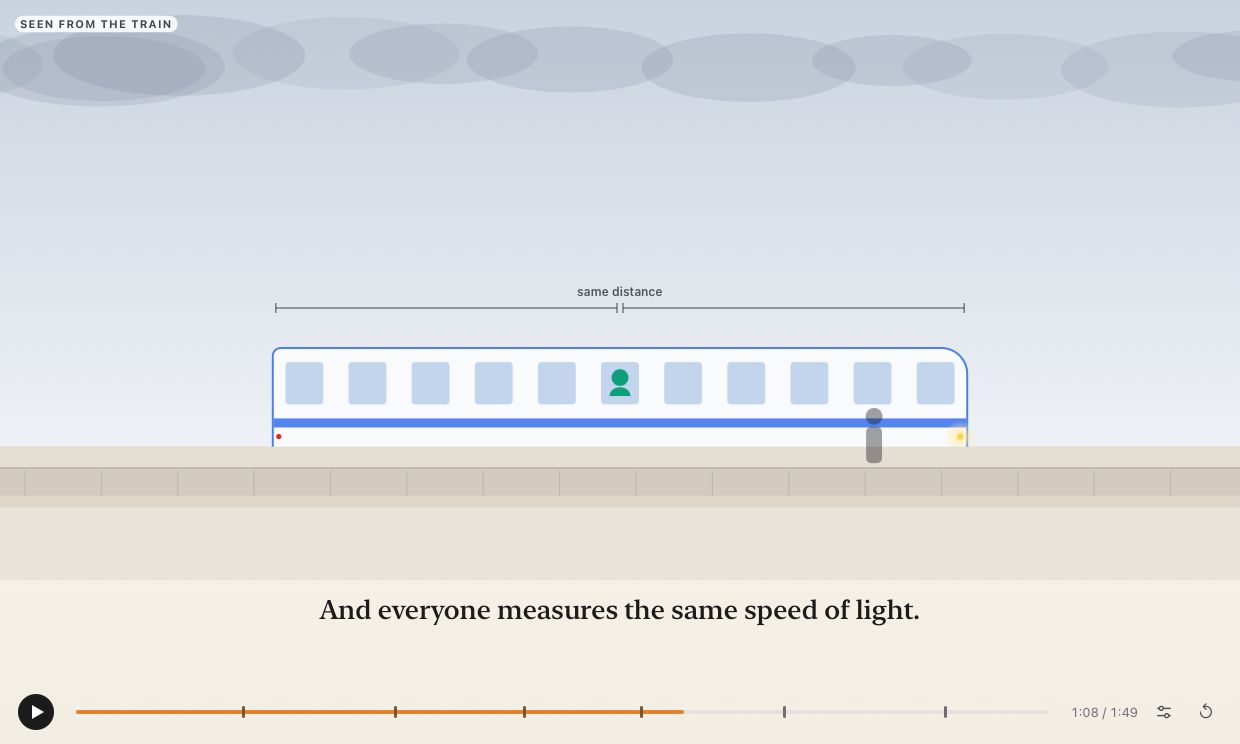 SEEN FROM THE TRAIN
same distance
And everyone measures the same speed of light.
1:08 / 1:49